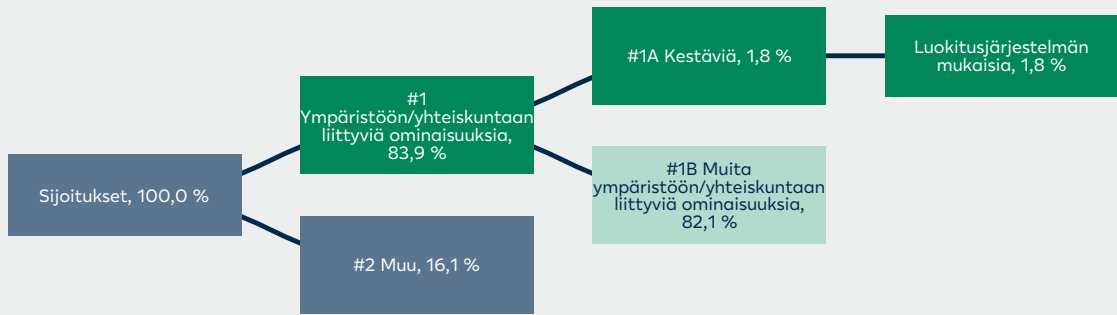 Sijoitukset, 100,0 %
#1
Ympäristöön/yhteiskuntaan
liittyviä ominaisuuksia,
83,9 %
#2 Muu, 16,1 %
#1A Kestäviä, 1,8 %
#1B Muita
ympäristöön/yhteiskuntaan
liittyviä ominaisuuksia,
82,1 %
Luokitusjärjestelmän
mukaisia, 1,8 %